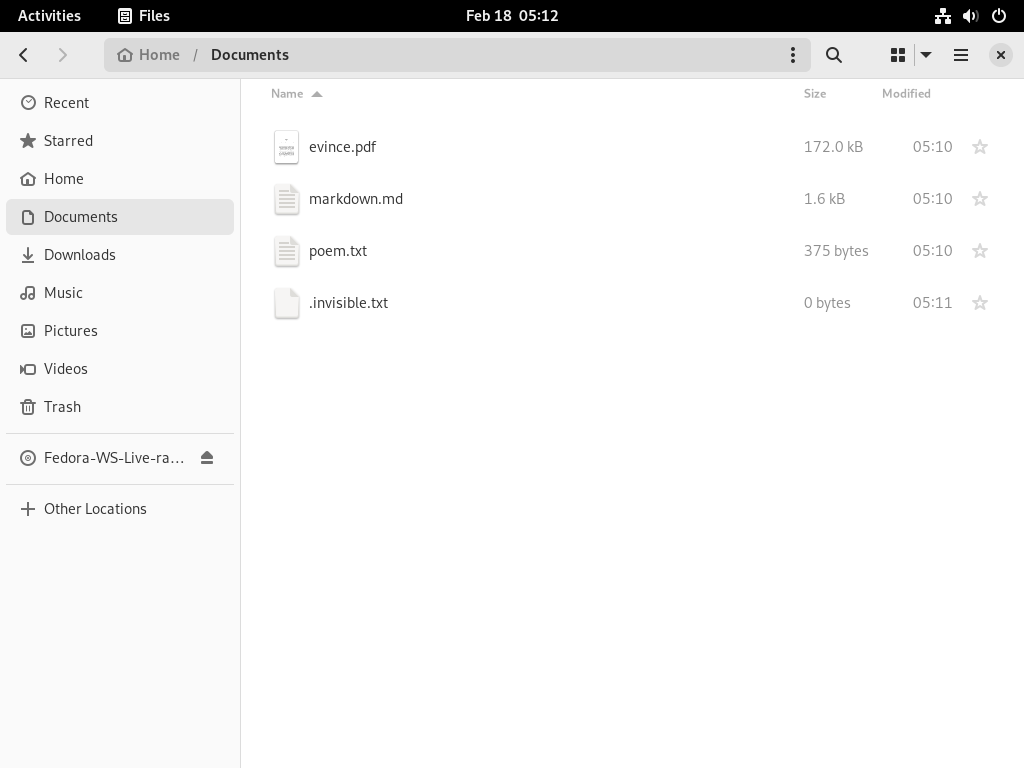 Activities Files Feb 18 05:12
Home / Documents
Recent
Starred
Home
Documents
Downloads
Music
Pictures
Videos
Trash
Fedora-WS-Live-ra…
Other Locations
Name Size Modified
evince.pdf 172.0 kB 05:10
markdown.md 1.6 kB 05:10
poem.txt 375 bytes 05:10
.invisible.txt 0 bytes 05:11